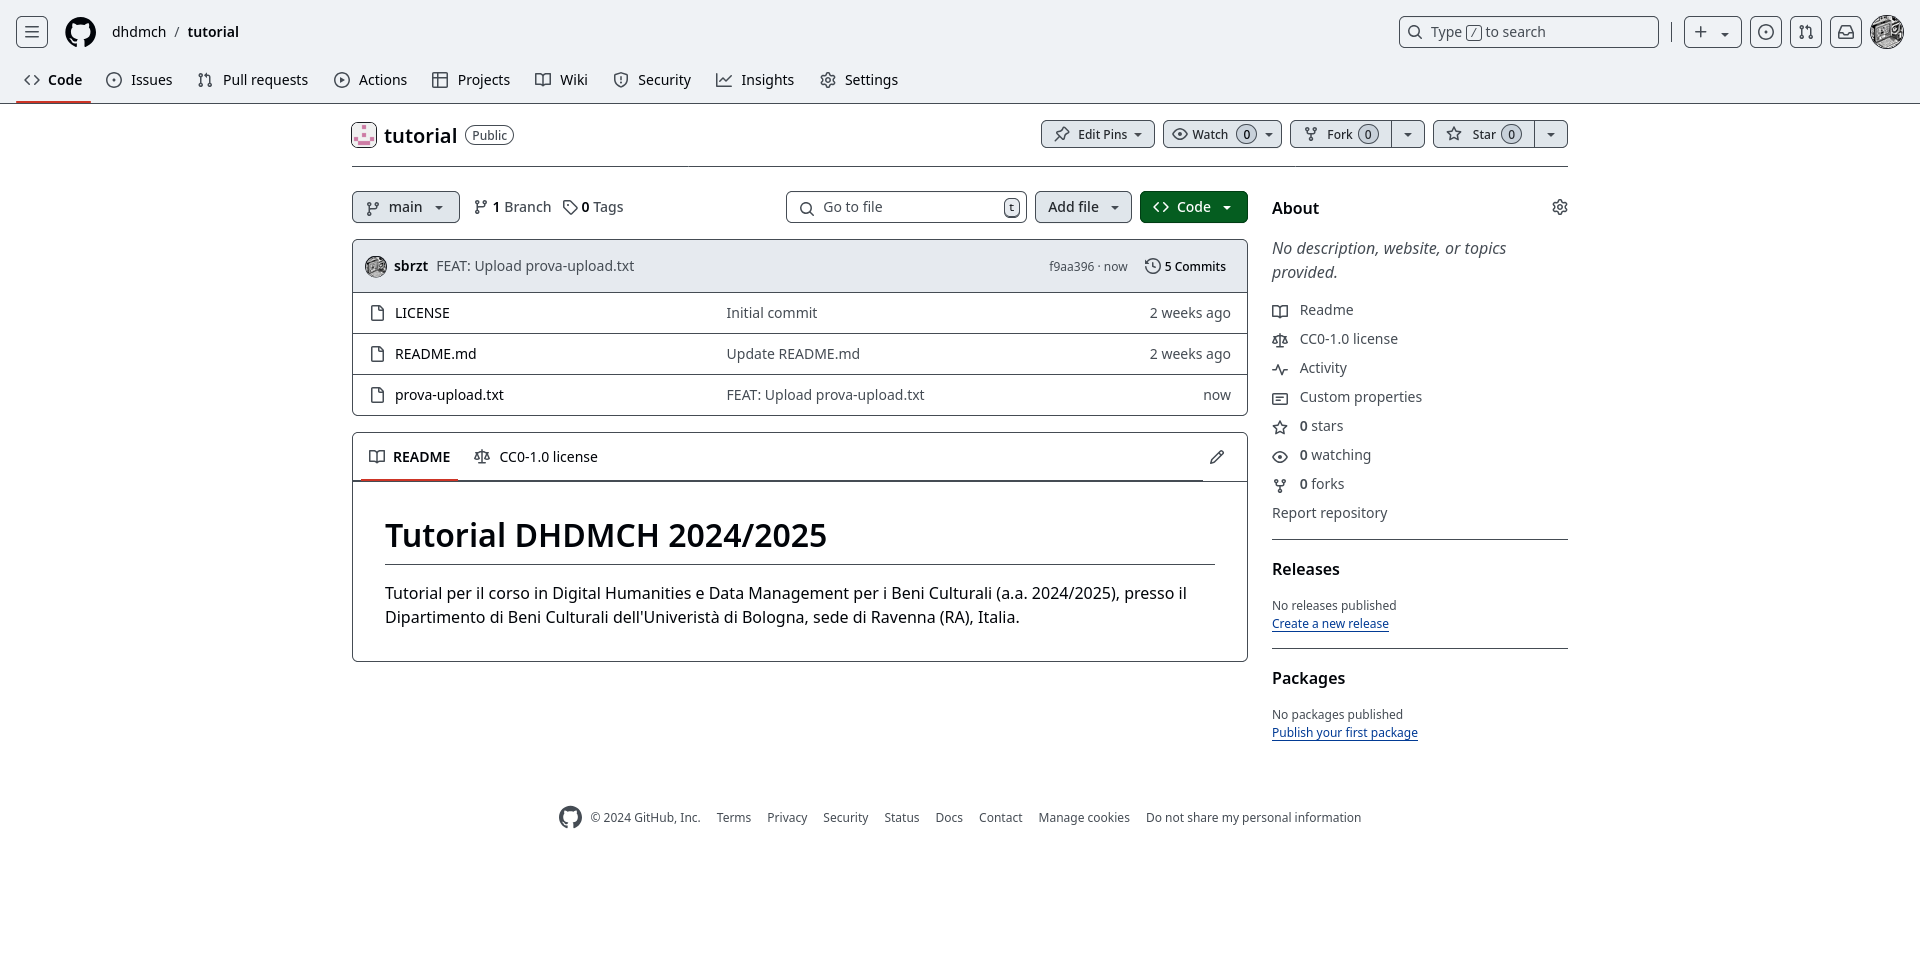 dhdmch / tutorial
Type / to search
Code Issues Pull requests Actions Projects Wiki Security Insights Settings
tutorial Public
Edit Pins Watch 0 Fork 0 Star 0
main 1 Branch 0 Tags Go to file t Add file Code
sbrzt FEAT: Upload prova-upload.txt f9aa396 · now 5 Commits
LICENSE Initial commit 2 weeks ago
README.md Update README.md 2 weeks ago
prova-upload.txt FEAT: Upload prova-upload.txt now
README CC0-1.0 license
Tutorial DHDMCH 2024/2025
Tutorial per il corso in Digital Humanities e Data Management per i Beni Culturali (a.a. 2024/2025), presso il
Dipartimento di Beni Culturali dell'Univeristà di Bologna, sede di Ravenna (RA), Italia.
About
No description, website, or topics
provided.
Readme
CC0-1.0 license
Activity
Custom properties
0 stars
0 watching
0 forks
Report repository
Releases
No releases published
Create a new release
Packages
No packages published
Publish your first package
© 2024 GitHub, Inc. Terms Privacy Security Status Docs Contact Manage cookies Do not share my personal information